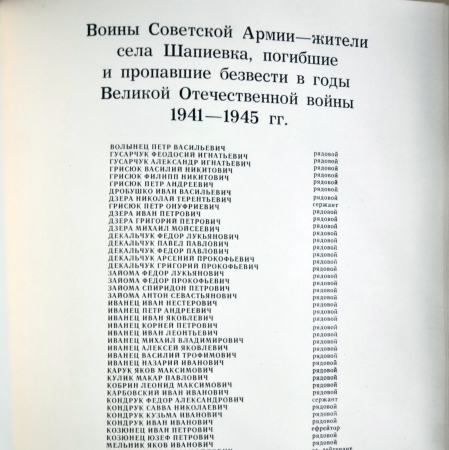 Воины Советской Армии—жители
села Шапиевка, погибшие
и пропавшие безвести в годы
Великой Отечественной войны
1941—1945 гг.
ВОЛЫНЕЦ ПЕТР ВАСИЛЬЕВИЧ рядовой
ГУСАРЧУК ФЕОДОСИЙ ИГНАТЬЕВИЧ рядовой
ГУСАРЧУК АЛЕКСАНДР ИГНАТЬЕВИЧ рядовой
ГРИСЮК ВАСИЛИЙ НИКИТОВИЧ рядовой
ГРИСЮК ФИЛИПП НИКИТОВИЧ рядовой
ГРИСЮК ПЕТР АНДРЕЕВИЧ рядовой
ДРОБУШКО ИВАН ВАСИЛЬЕВИЧ рядовой
ДЗЕРА НИКОЛАЙ ТЕРЕНТЬЕВИЧ рядовой
ГРИСЮК ПЕТР ОНУФРИЕВИЧ сержант
ДЗЕРА ИВАН ПЕТРОВИЧ рядовой
ДЗЕРА ГРИГОРИЙ ПЕТРОВИЧ рядовой
ДЗЕРА МИХАИЛ МОЙСЕЕВИЧ рядовой
ДЕКАЛЬЧУК ФЕДОР ЛУКЬЯНОВИЧ рядовой
ДЕКАЛЬЧУК ПАВЕЛ ПАВЛОВИЧ рядовой
ДЕКАЛЬЧУК ФЕДОР ПАВЛОВИЧ рядовой
ДЕКАЛЬЧУК АРСЕНИЙ ПРОКОФЬЕВИЧ рядовой
ДЕКАЛЬЧУК ГРИГОРИЙ ПРОКОФЬЕВИЧ рядовой
ЗАЙОМА ФЕДОР ЛУКЬЯНОВИЧ рядовой
ЗАЙОМА ФЕДОР ПРОКОФЬЕВИЧ рядовой
ЗАЙОМА СПИРИДОН ПЕТРОВИЧ рядовой
ЗАЙОМА АНТОН СЕВАСТЬЯНОВИЧ рядовой
ИВАНЕЦ ИВАН НЕСТЕРОВИЧ рядовой
ИВАНЕЦ ПЕТР АНДРЕЕВИЧ рядовой
ИВАНЕЦ ИВАН ЯКОВЛЕВИЧ рядовой
ИВАНЕЦ КОРНЕЙ ПЕТРОВИЧ рядовой
ИВАНЕЦ ИВАН ЛЕОНТЬЕВИЧ рядовой
ИВАНЕЦ МИХАИЛ ВЛАДИМИРОВИЧ рядовой
ИВАНЕЦ АЛЕКСЕЙ ЯКОВЛЕВИЧ рядовой
ИВАНЕЦ ВАСИЛИЙ ТРОФИМОВИЧ рядовой
ИВАНЕЦ НАЗАРИЙ ИВАНОВИЧ рядовой
КАРУК ЯКОВ МАКСИМОВИЧ рядовой
КУЛИК МАКАР ПАВЛОВИЧ рядовой
КОБРИН ЛЕОНИД МАКСИМОВИЧ рядовой
КАРБОВСКИЙ ИВАН ИВАНОВИЧ рядовой
КОНДРУК ФЕДОР АЛЕКСАНДРОВИЧ сержант
КОНДРУК САВВА НИКОЛАЕВИЧ рядовой
КОНДРУК КУЗЬМА ИВАНОВИЧ рядовой
КОНДРУК ИВАН ИВАНОВИЧ рядовой
КОЗЮНЕЦ ИВАН ПЕТРОВИЧ ефрейтор
КОЗЮНЕЦ ЮЗЕФ ПЕТРОВИЧ рядовой
МЕЛЬНИК ЯКОВ ИВАНОВИЧ рядовой